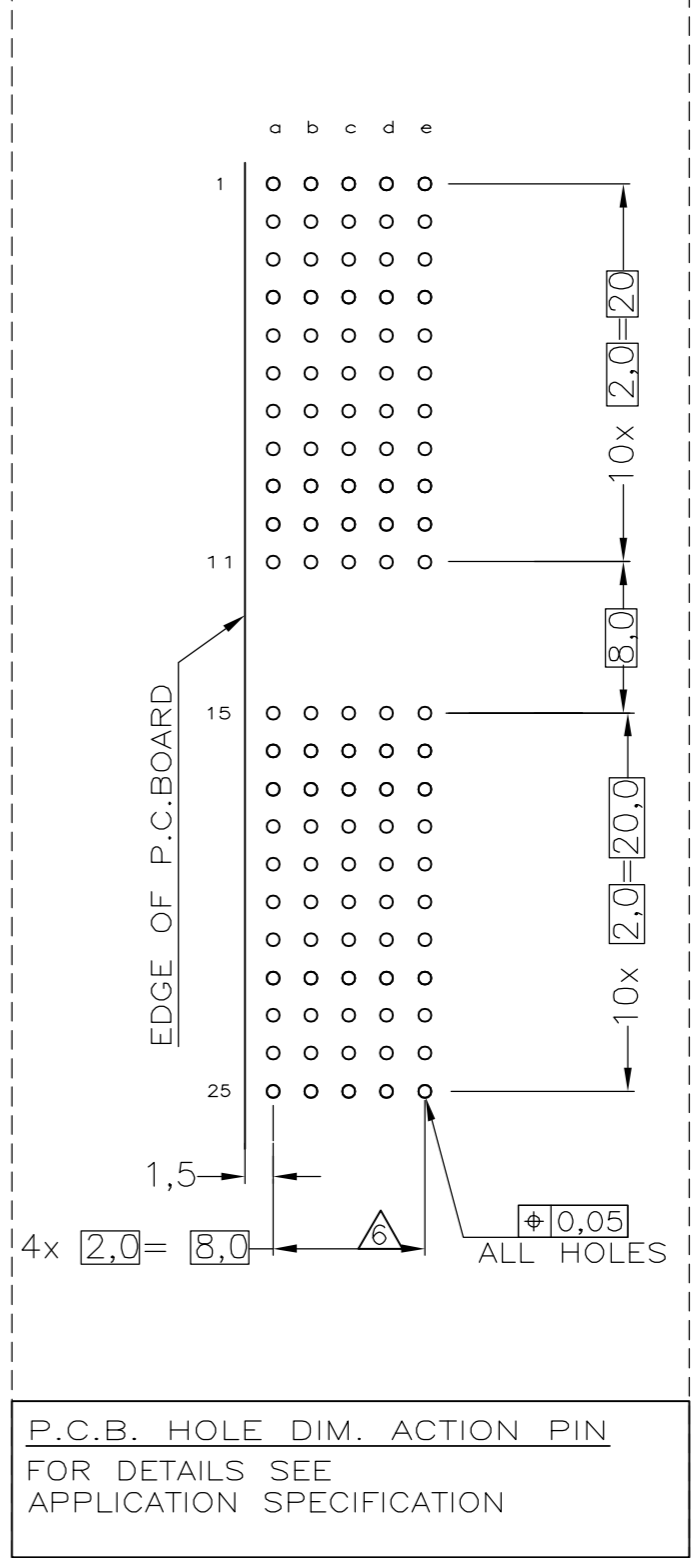 a b c d e
1
10x 2,0=20
11
8,0
EDGE OF P.C.BOARD
15
10x 2,0=20,0
25
1,5
4x 2,0= 8,0
6
⌖ 0,05
ALL HOLES
P.C.B. HOLE DIM. ACTION PIN
FOR DETAILS SEE
APPLICATION SPECIFICATION